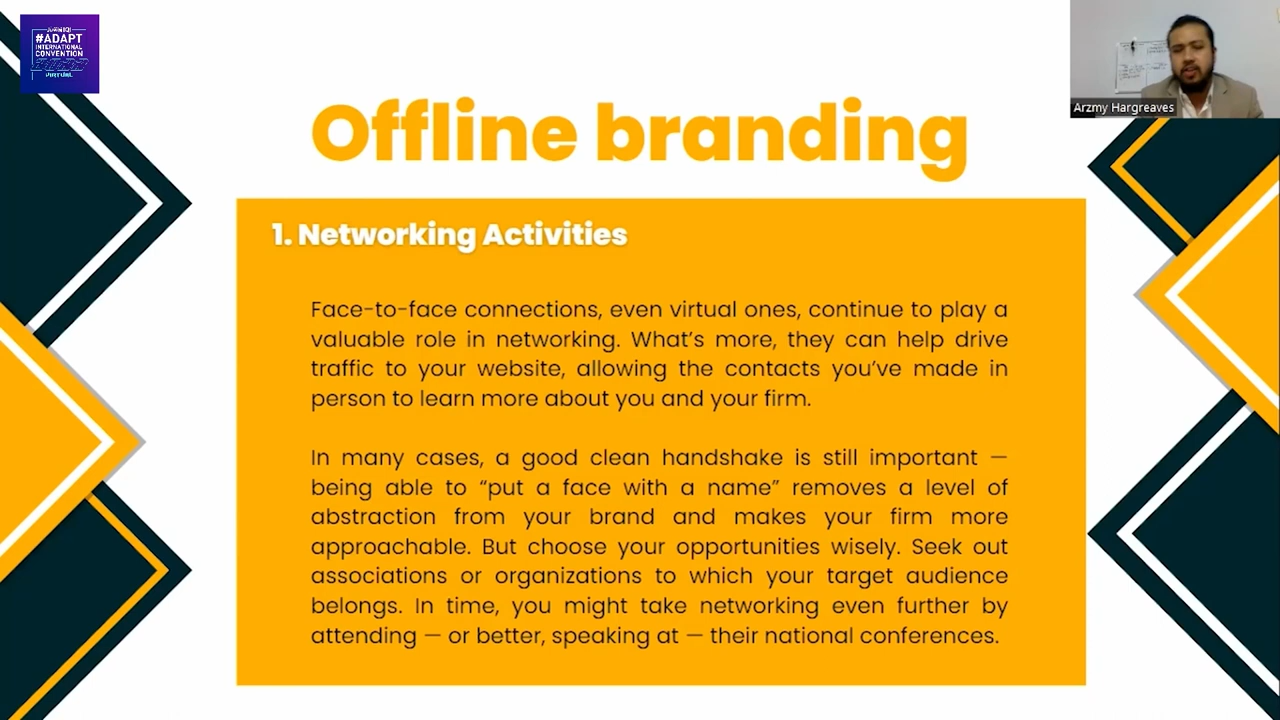 #ADAPT
INTERNATIONAL
CONVENTION
VIRTUAL
Arzmy Hargreaves
Offline branding
1. Networking Activities
Face-to-face connections, even virtual ones, continue to play a
valuable role in networking. What’s more, they can help drive
traffic to your website, allowing the contacts you’ve made in
person to learn more about you and your firm.
In many cases, a good clean handshake is still important —
being able to “put a face with a name” removes a level of
abstraction from your brand and makes your firm more
approachable. But choose your opportunities wisely. Seek out
associations or organizations to which your target audience
belongs. In time, you might take networking even further by
attending — or better, speaking at — their national conferences.